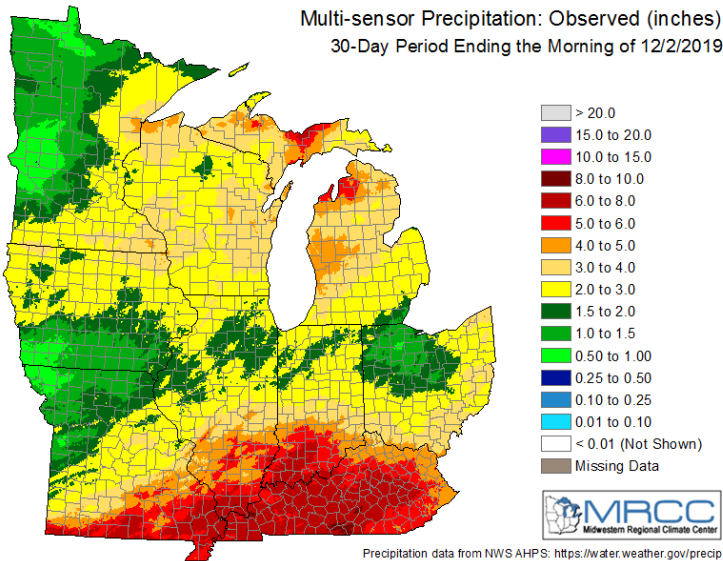 Multi-sensor Precipitation: Observed (inches)
30-Day Period Ending the Morning of 12/2/2019
> 20.0
15.0 to 20.0
10.0 to 15.0
8.0 to 10.0
6.0 to 8.0
5.0 to 6.0
4.0 to 5.0
3.0 to 4.0
2.0 to 3.0
1.5 to 2.0
1.0 to 1.5
0.50 to 1.00
0.25 to 0.50
0.10 to 0.25
0.01 to 0.10
< 0.01 (Not Shown)
Missing Data
MRCC
Midwestern Regional Climate Center
Precipitation data from NWS AHPS: https://water.weather.gov/precip